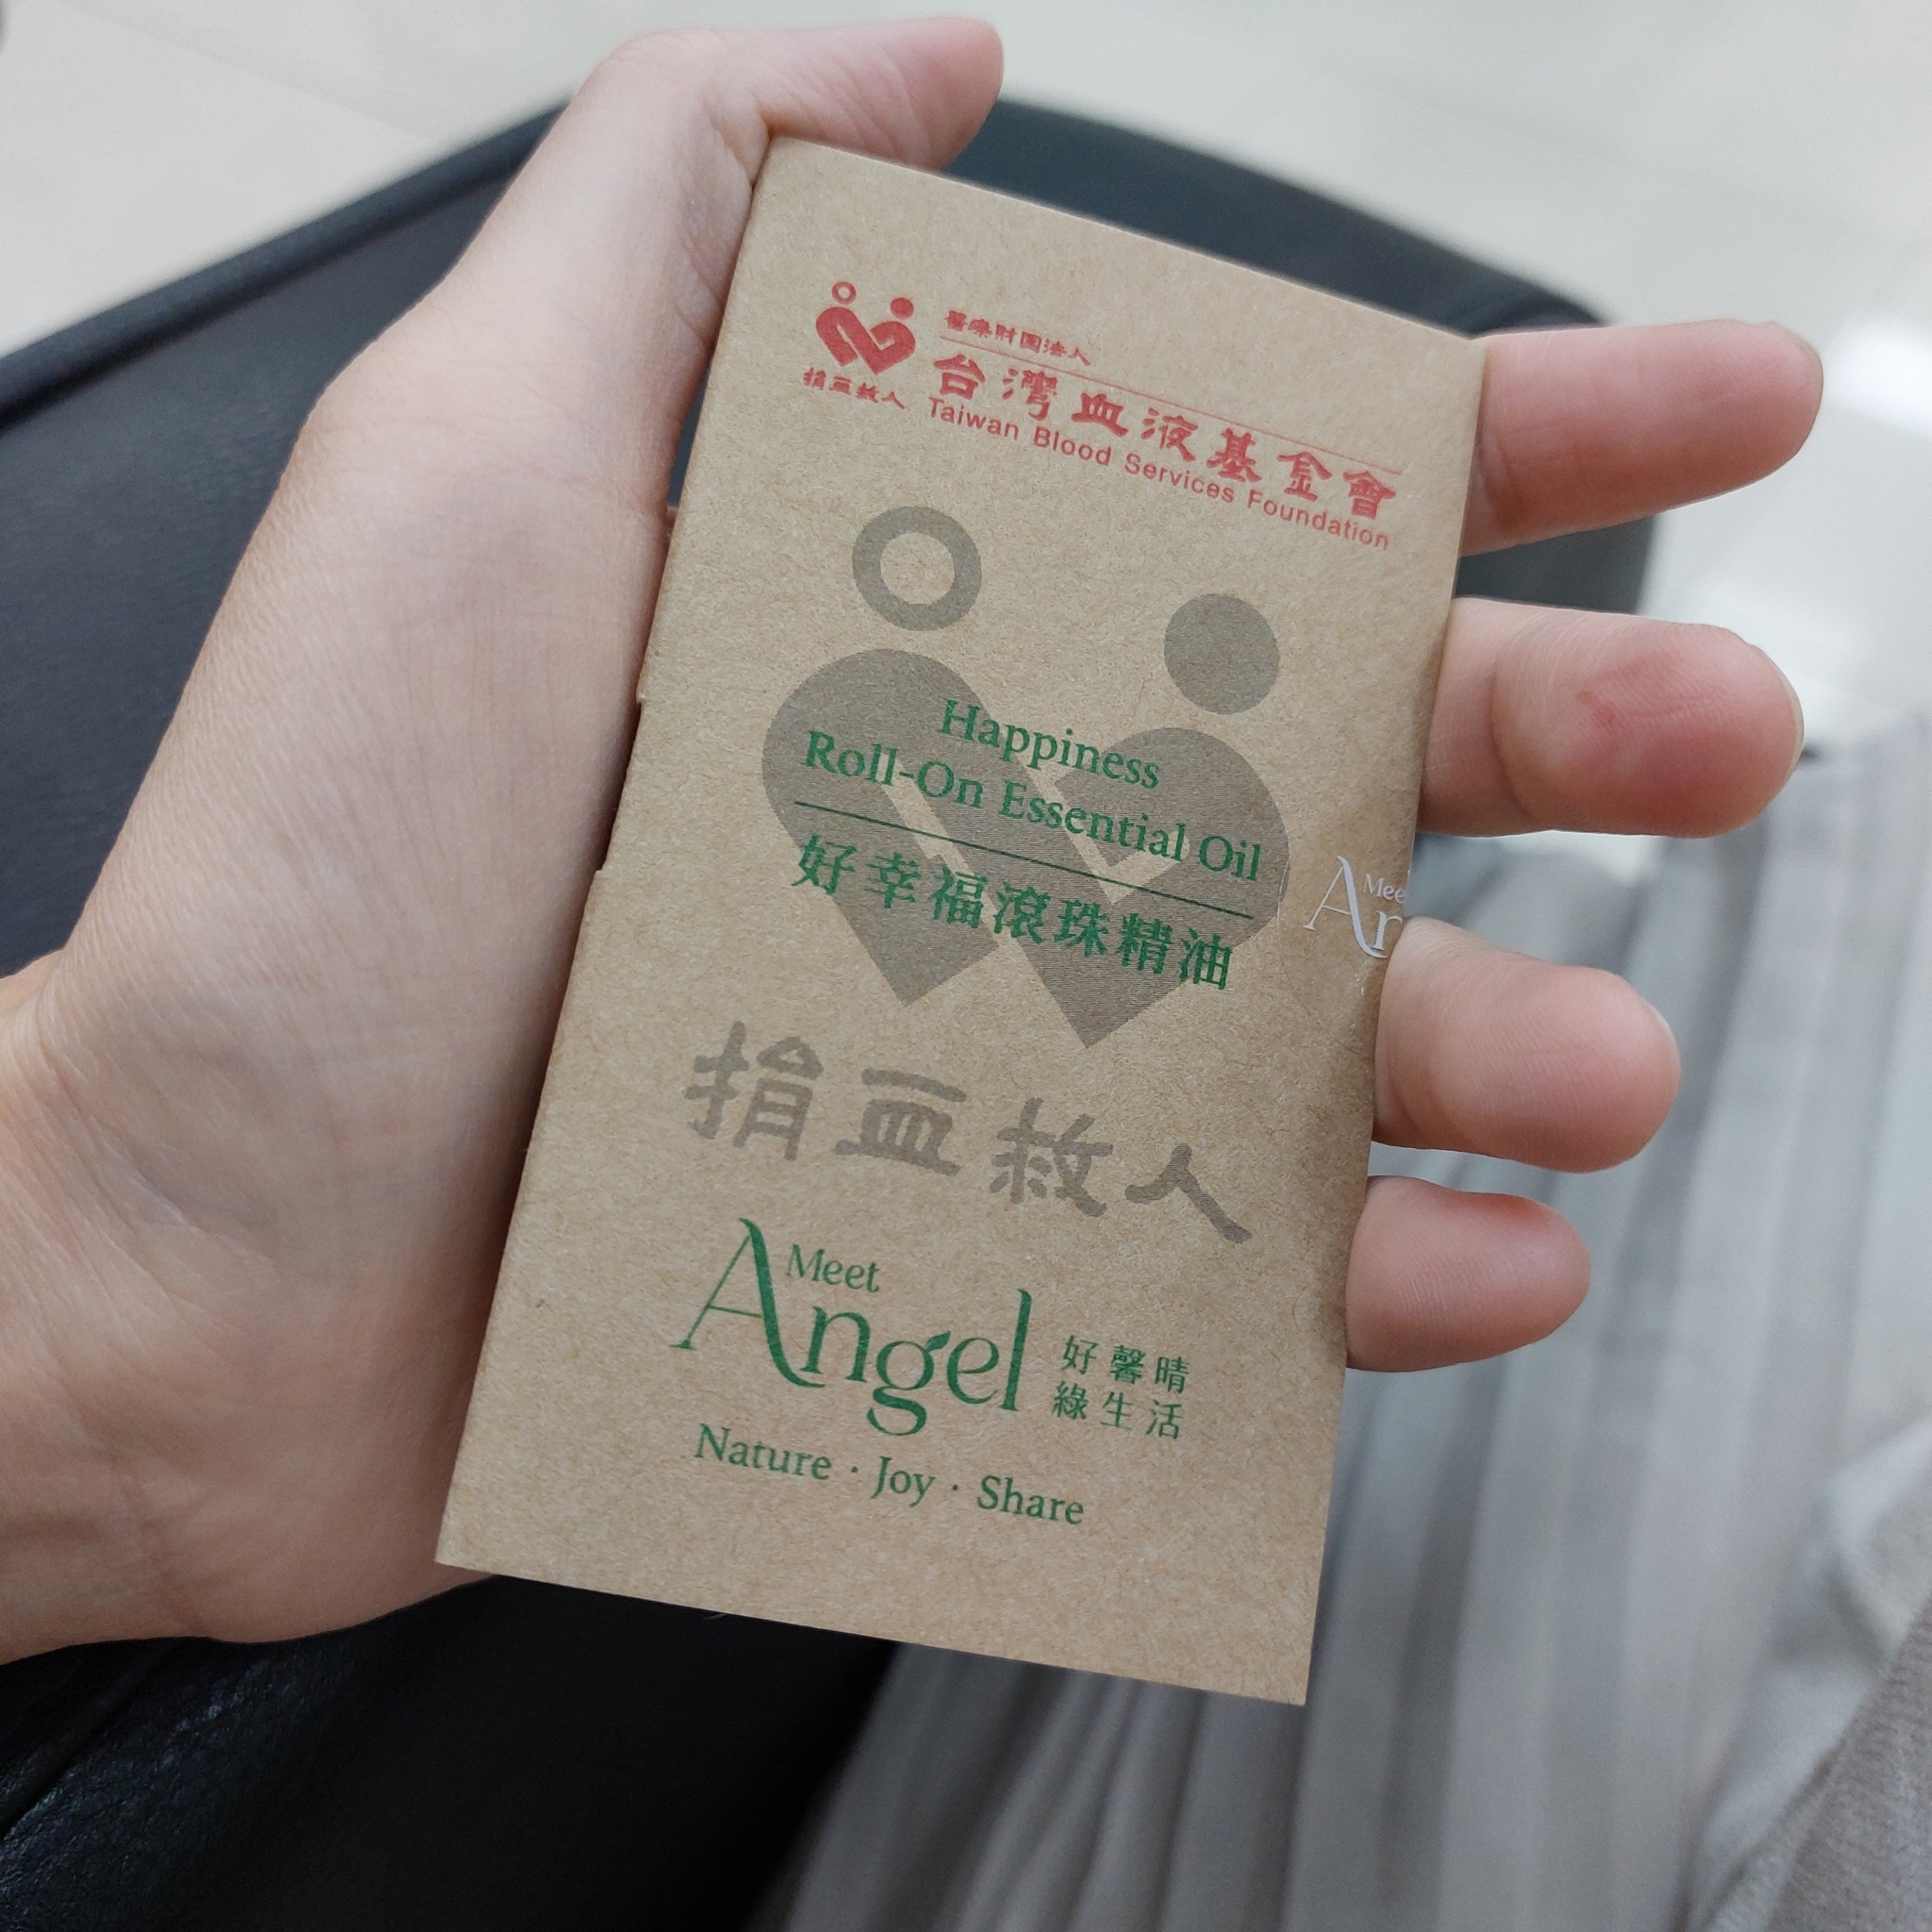 醫療財團法人
台灣血液基金會
Taiwan Blood Services Foundation
捐血救人
Happiness
Roll-On Essential Oil
好幸福滾珠精油
捐血救人
Meet
Angel
好馨晴
綠生活
Nature · Joy · Share
Mee
An